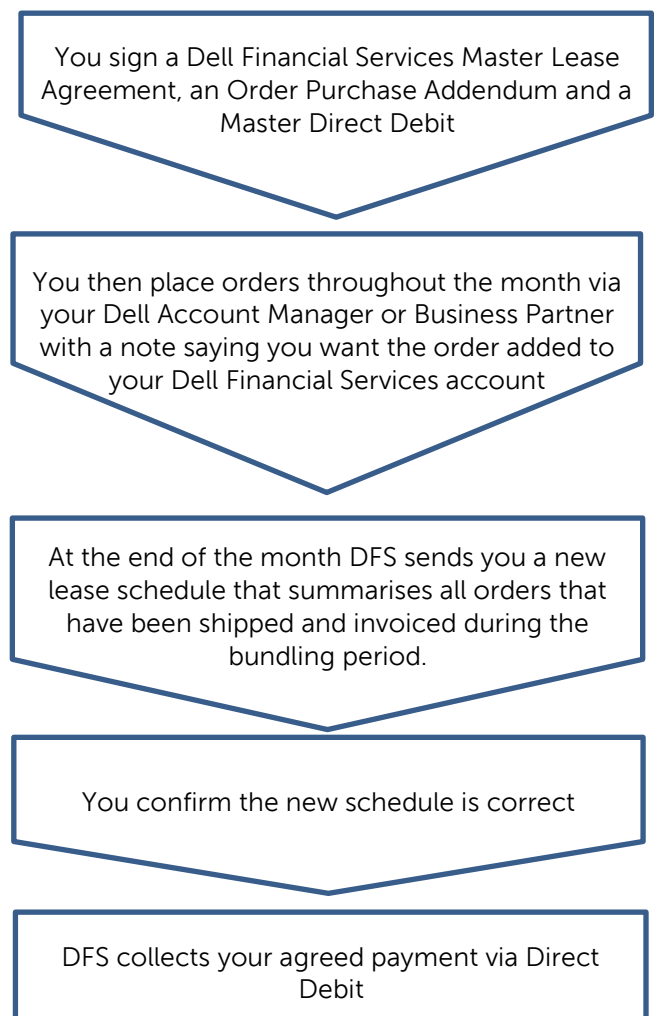 You sign a Dell Financial Services Master Lease
Agreement, an Order Purchase Addendum and a
Master Direct Debit
You then place orders throughout the month via
your Dell Account Manager or Business Partner
with a note saying you want the order added to
your Dell Financial Services account
At the end of the month DFS sends you a new
lease schedule that summarises all orders that
have been shipped and invoiced during the
bundling period.
You confirm the new schedule is correct
DFS collects your agreed payment via Direct
Debit